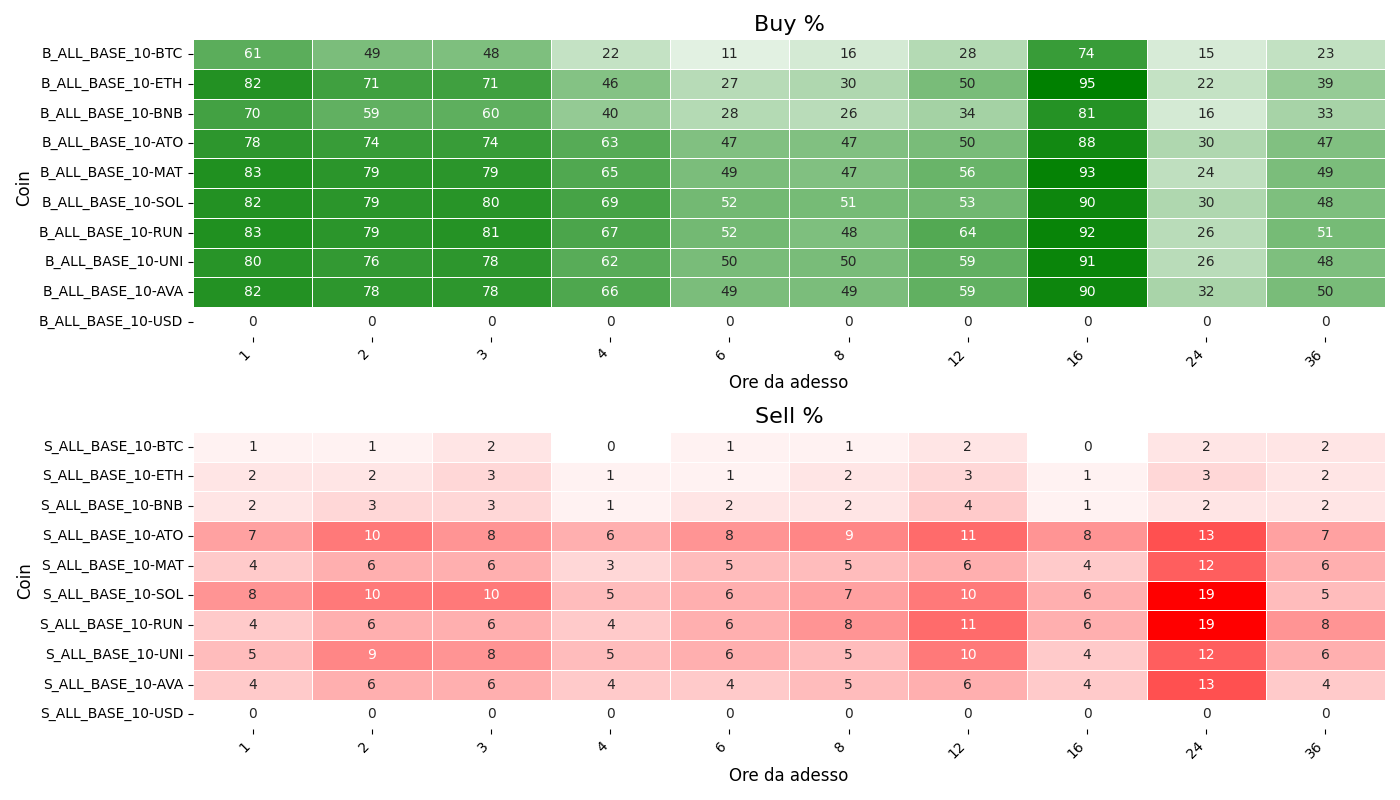 Buy %
Coin
B_ALL_BASE_10-BTC 61 49 48 22 11 16 28 74 15 23
B_ALL_BASE_10-ETH 82 71 71 46 27 30 50 95 22 39
B_ALL_BASE_10-BNB 70 59 60 40 28 26 34 81 16 33
B_ALL_BASE_10-ATO 78 74 74 63 47 47 50 88 30 47
B_ALL_BASE_10-MAT 83 79 79 65 49 47 56 93 24 49
B_ALL_BASE_10-SOL 82 79 80 69 52 51 53 90 30 48
B_ALL_BASE_10-RUN 83 79 81 67 52 48 64 92 26 51
B_ALL_BASE_10-UNI 80 76 78 62 50 50 59 91 26 48
B_ALL_BASE_10-AVA 82 78 78 66 49 49 59 90 32 50
B_ALL_BASE_10-USD 0 0 0 0 0 0 0 0 0 0
1 2 3 4 6 8 12 16 24 36
Ore da adesso
Sell %
Coin
S_ALL_BASE_10-BTC 1 1 2 0 1 1 2 0 2 2
S_ALL_BASE_10-ETH 2 2 3 1 1 2 3 1 3 2
S_ALL_BASE_10-BNB 2 3 3 1 2 2 4 1 2 2
S_ALL_BASE_10-ATO 7 10 8 6 8 9 11 8 13 7
S_ALL_BASE_10-MAT 4 6 6 3 5 5 6 4 12 6
S_ALL_BASE_10-SOL 8 10 10 5 6 7 10 6 19 5
S_ALL_BASE_10-RUN 4 6 6 4 6 8 11 6 19 8
S_ALL_BASE_10-UNI 5 9 8 5 6 5 10 4 12 6
S_ALL_BASE_10-AVA 4 6 6 4 4 5 6 4 13 4
S_ALL_BASE_10-USD 0 0 0 0 0 0 0 0 0 0
1 2 3 4 6 8 12 16 24 36
Ore da adesso